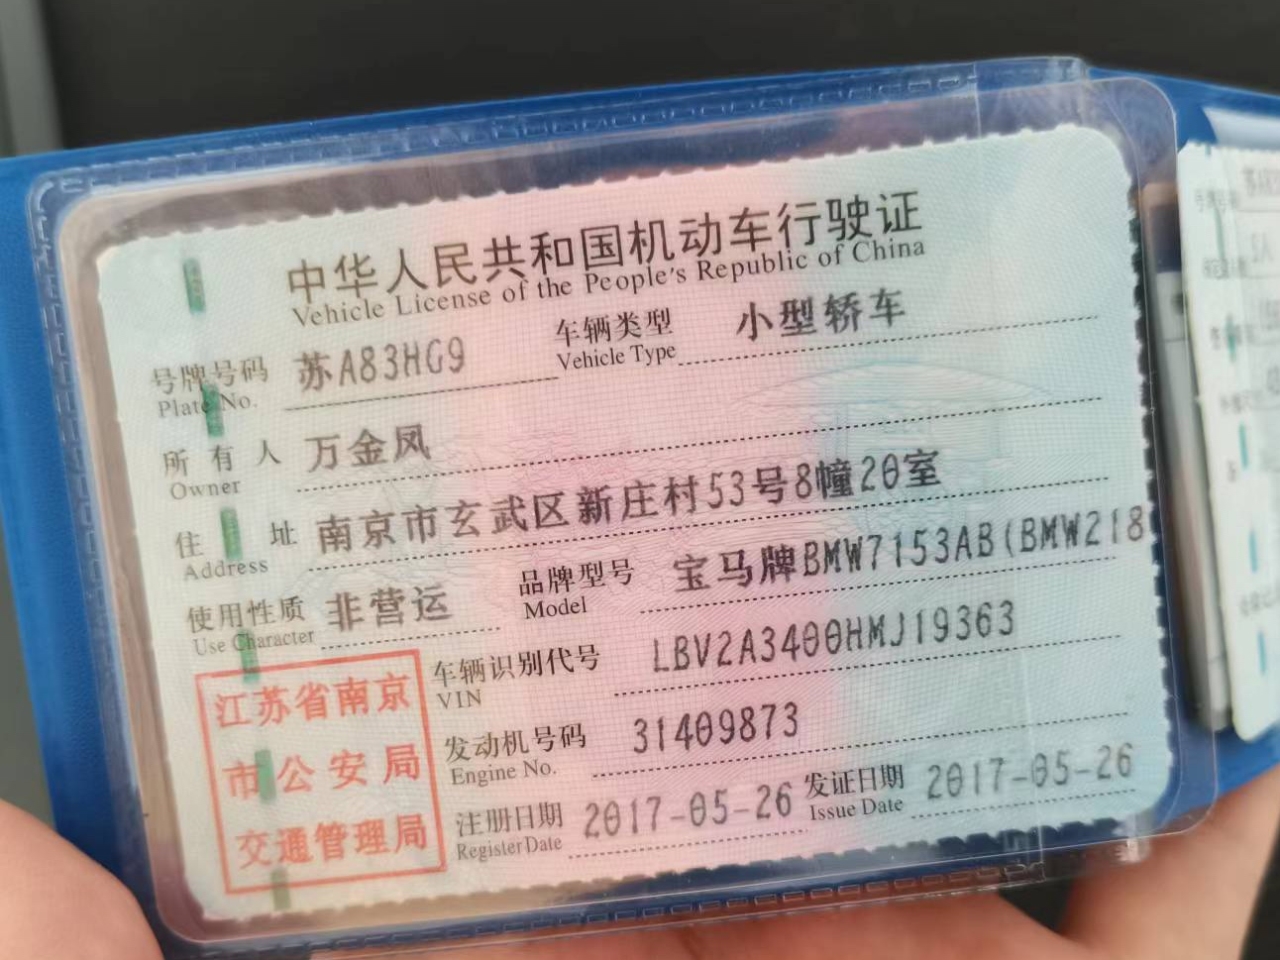 中华人民共和国机动车行驶证
Vehicle License of the People's Republic of China
号牌号码 苏A83HG9 车辆类型 小型轿车
Plate No. Vehicle Type
所有人 万金凤
Owner
住址 南京市玄武区新庄村53号8幢20室
Address
使用性质 非营运 品牌型号 宝马牌BMW7153AB(BMW218
Use Character Model
车辆识别代号 LBV2A3400HMJ19363
VIN
发动机号码 31409873
Engine No.
注册日期 2017-05-26 发证日期 2017-05-26
Register Date Issue Date
江苏省南京
市公安局
交通管理局